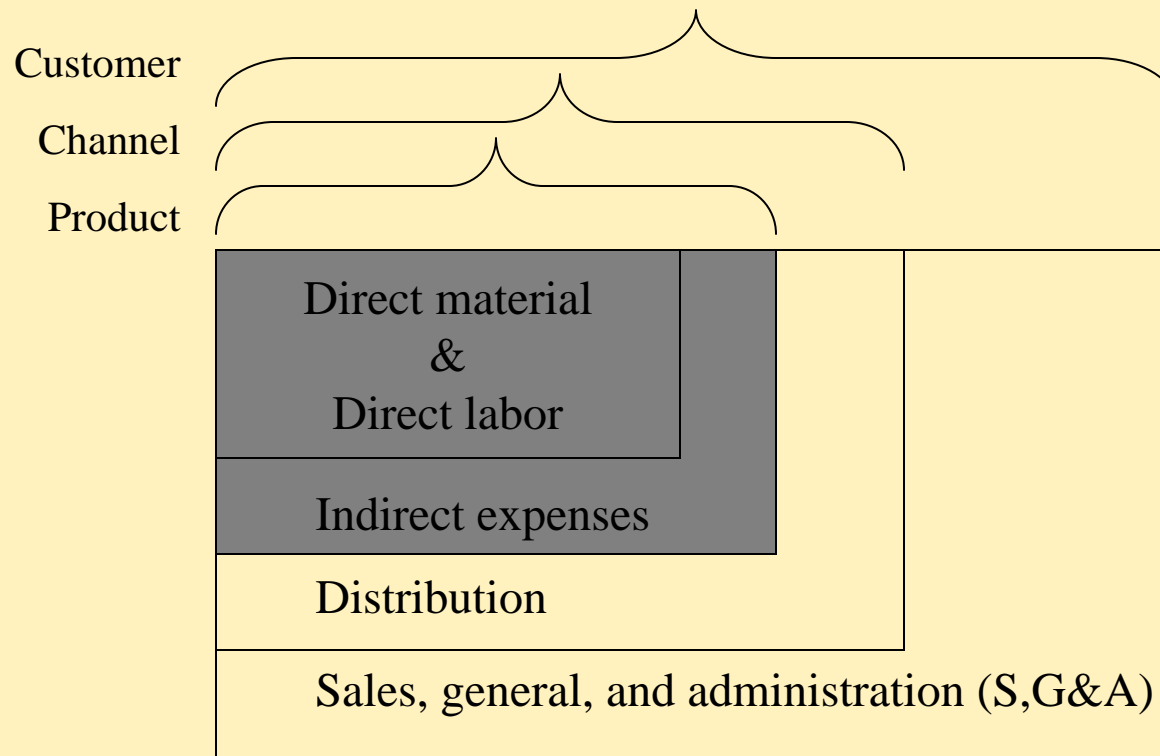 Customer
Channel
Product
Direct material
&
Direct labor
Indirect expenses
Distribution
Sales, general, and administration (S,G&A)